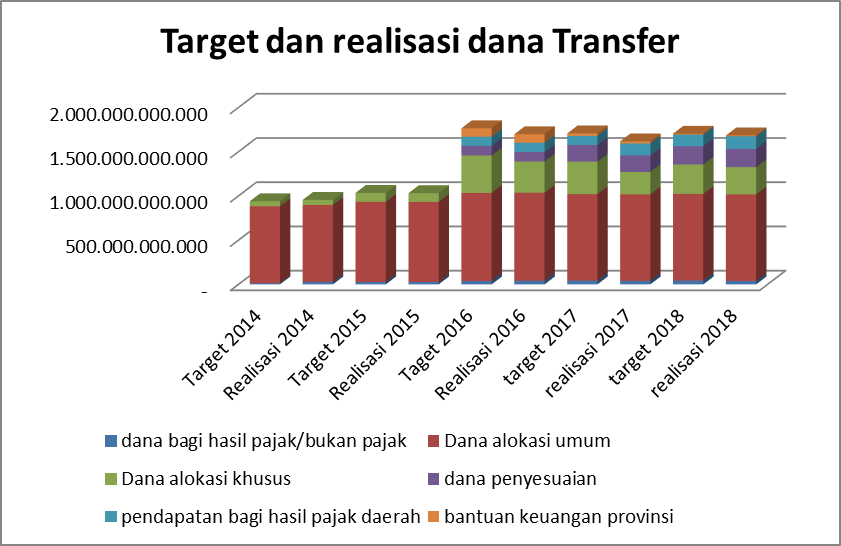 Target dan realisasi dana Transfer
2.000.000.000.000
1.500.000.000.000
1.000.000.000.000
500.000.000.000
-
Target 2014
Realisasi 2014
Target 2015
Realisasi 2015
Taget 2016
Realisasi 2016
target 2017
realisasi 2017
target 2018
realisasi 2018
dana bagi hasil pajak/bukan pajak
Dana alokasi umum
Dana alokasi khusus
dana penyesuaian
pendapatan bagi hasil pajak daerah
bantuan keuangan provinsi